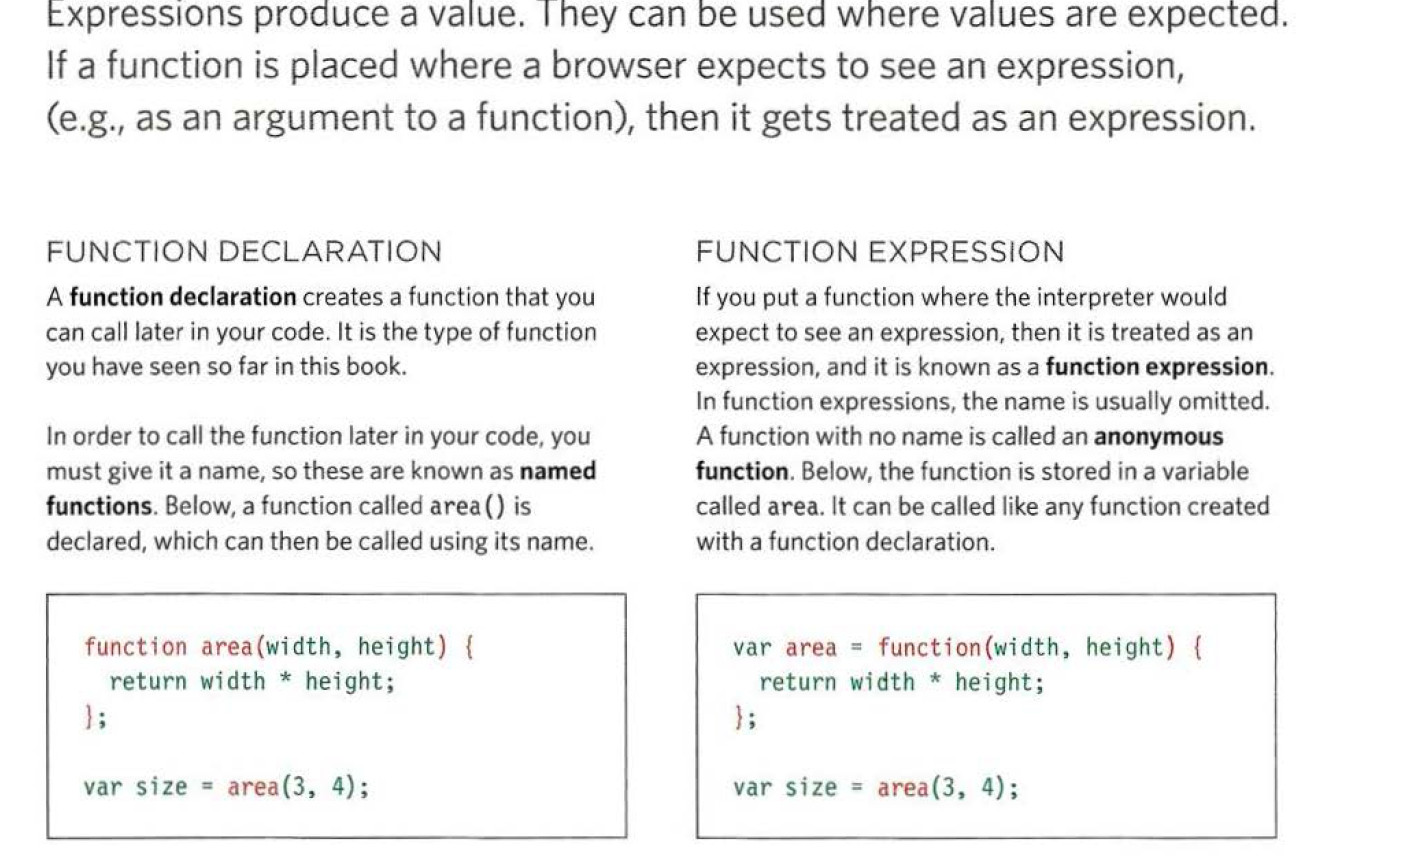 Expressions produce a value. They can be used where values are expected.
If a function is placed where a browser expects to see an expression,
(e.g., as an argument to a function), then it gets treated as an expression.
FUNCTION DECLARATION
A function declaration creates a function that you
can call later in your code. It is the type of function
you have seen so far in this book.
In order to call the function later in your code, you
must give it a name, so these are known as named
functions. Below, a function called area() is
declared, which can then be called using its name.
function area(width, height) {
  return width * height;
};
var size = area(3, 4);
FUNCTION EXPRESSION
If you put a function where the interpreter would
expect to see an expression, then it is treated as an
expression, and it is known as a function expression.
In function expressions, the name is usually omitted.
A function with no name is called an anonymous
function. Below, the function is stored in a variable
called area. It can be called like any function created
with a function declaration.
var area = function(width, height) {
  return width * height;
};
var size = area(3, 4);